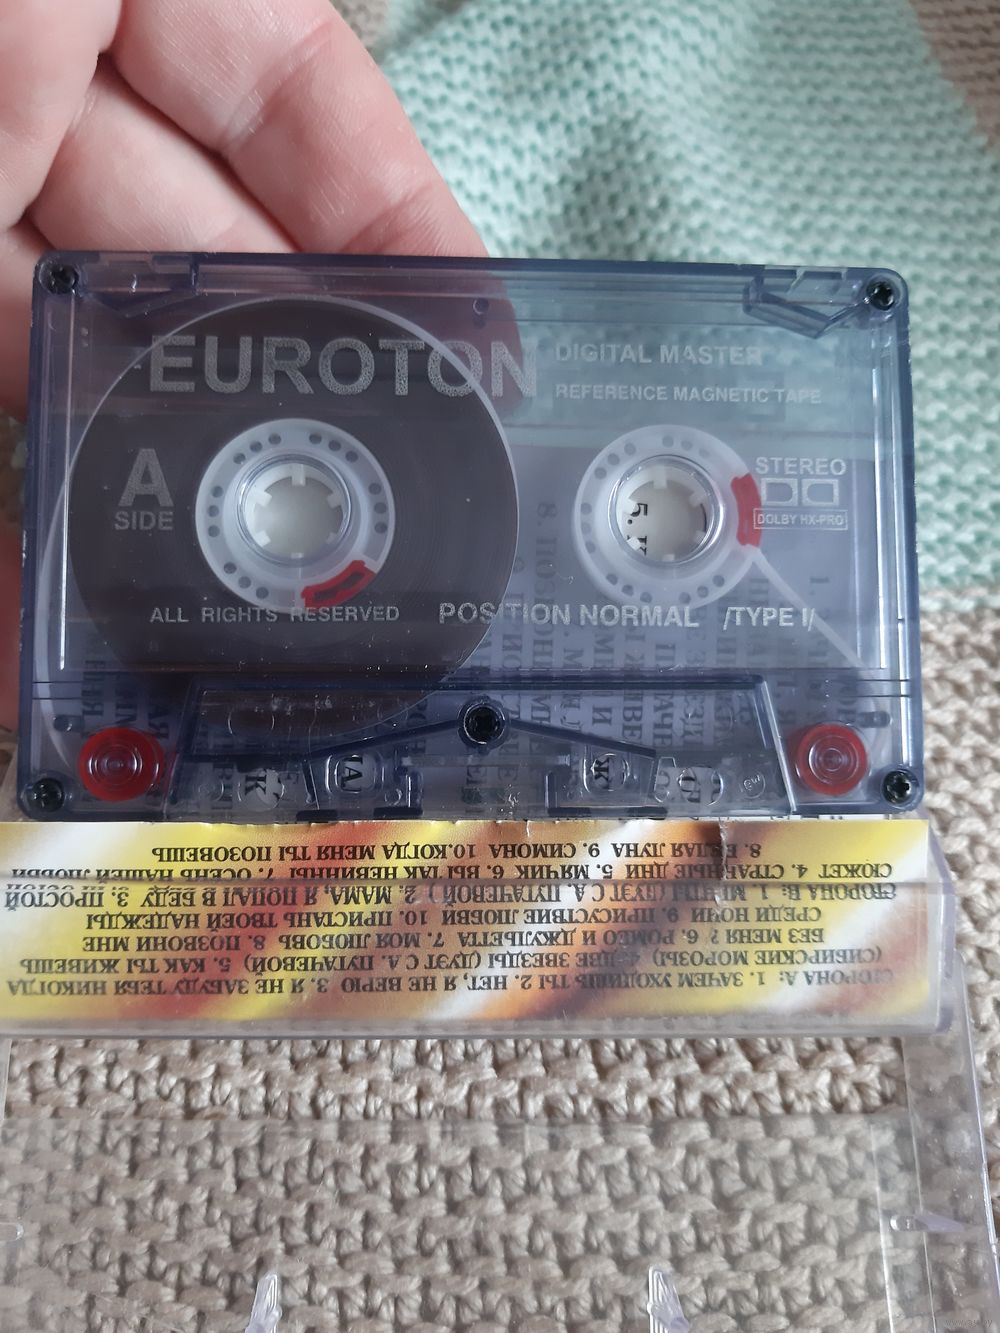 EUROTON
DIGITAL MASTER
REFERENCE MAGNETIC TAPE
A
SIDE
STEREO
DOLBY HX-PRO
ALL RIGHTS RESERVED
POSITION NORMAL /TYPE I/
СТОРОНА А: 1. ЗАЧЕМ УХОДИШЬ ТЫ 2. НЕТ, Я НЕ ВЕРЮ 3. Я НЕ ЗАБУДУ ТЕБЯ НИКОГДА
(СИБИРСКИЕ МОРОЗЫ) 4. ДВЕ ЗВЕЗДЫ (ДУЭТ С А. ПУГАЧЕВОЙ) 5. КАК ТЫ ЖИВЕШЬ
БЕЗ МЕНЯ? 6. РОМЕО И ДЖУЛЬЕТТА 7. МОЯ ЛЮБОВЬ 8. ПОЗВОНИ МНЕ
СРЕДИ НОЧИ 9. ПРИСУТСТВИЕ ЛЮБВИ 10. ПРИСТАНЬ ТВОЕЙ НАДЕЖДЫ
СТОРОНА В: 1. МЕЧТЫ (ДУЭТ С А. ПУГАЧЕВОЙ) 2. МАМА, Я ПОПАЛ В БЕДУ 3. ПРОСТОЙ
СЮЖЕТ 4. СТРАННЫЕ ДНИ 5. МЯЧИК 6. ВЫ ТАК НЕВИННЫ 7. ОСЕНЬ НАШЕЙ ЛЮБВИ
8. БЕЛАЯ ЛУНА 9. СИМОНА 10.КОГДА МЕНЯ ТЫ ПОЗОВЕШЬ